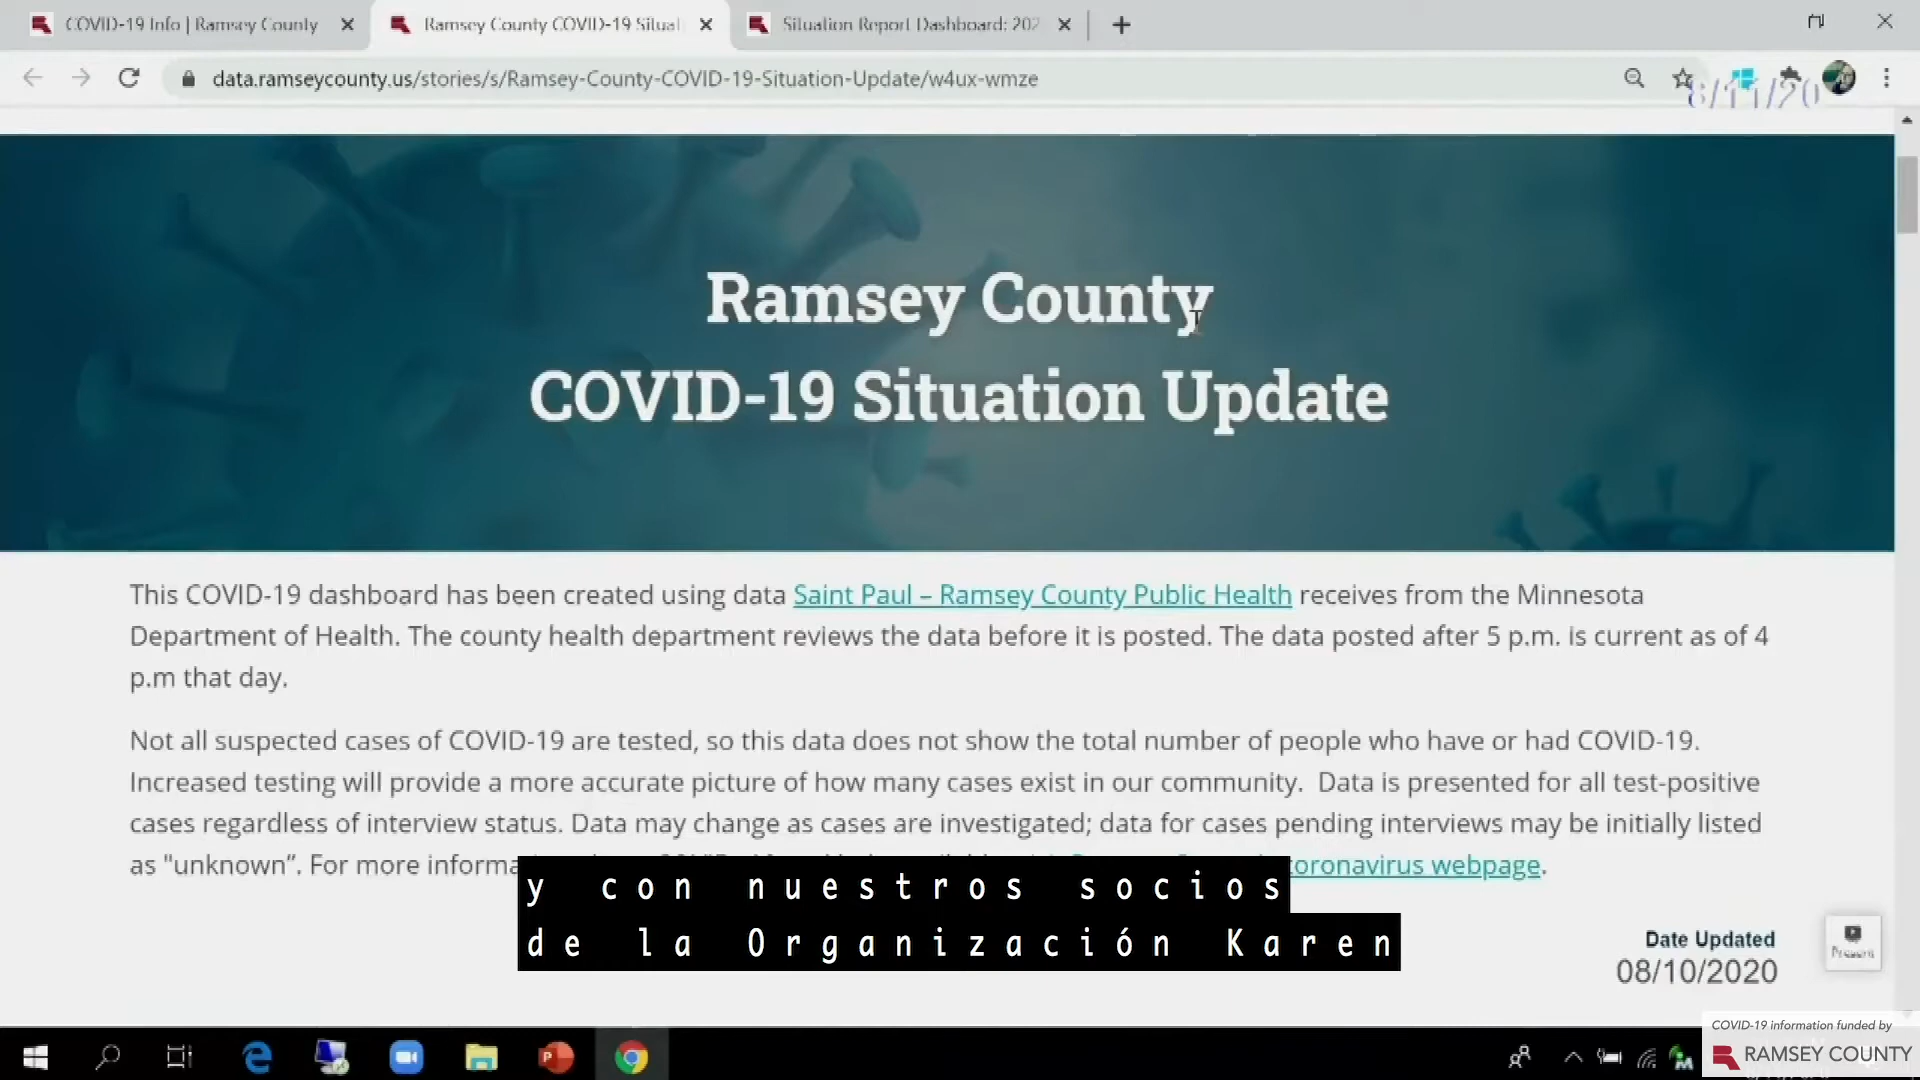 COVID-19 Info | Ramsey County
Ramsey County COVID-19 Situat
Situation Report Dashboard: 202
data.ramseycounty.us/stories/s/Ramsey-County-COVID-19-Situation-Update/w4ux-wmze
8/11/20
Ramsey County
COVID-19 Situation Update
This COVID-19 dashboard has been created using data Saint Paul – Ramsey County Public Health receives from the Minnesota
Department of Health. The county health department reviews the data before it is posted. The data posted after 5 p.m. is current as of 4
p.m that day.
Not all suspected cases of COVID-19 are tested, so this data does not show the total number of people who have or had COVID-19.
Increased testing will provide a more accurate picture of how many cases exist in our community. Data is presented for all test-positive
cases regardless of interview status. Data may change as cases are investigated; data for cases pending interviews may be initially listed
as "unknown”. For more coronavirus webpage.
y con nuestros socios
de la Organización Karen
Date Updated
08/10/2020
Present
COVID-19 information funded by
RAMSEY COUNTY